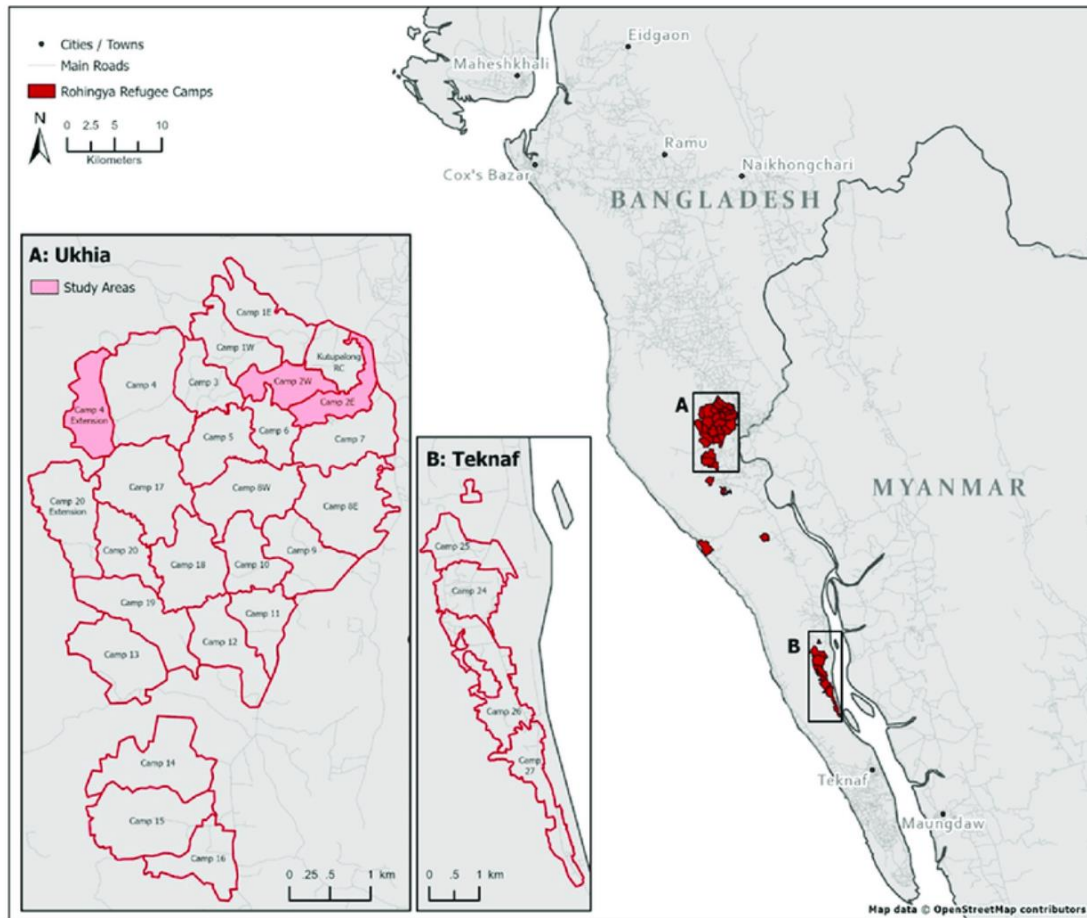 Cities / Towns
Main Roads
Rohingya Refugee Camps
N
0 2.5 5 10
Kilometers
Eidgaon
Maheshkhali
Ramu
Naikhongchari
Cox's Bazar
BANGLADESH
MYANMAR
A
B
Teknaf
Maungdaw
A: Ukhia
Study Areas
Camp 1E
Camp 1W
Kutupalong
RC
Camp 4
Camp 3
Camp 2W
Camp 2E
Camp 4
Extension
Camp 5
Camp 6
Camp 7
Camp 17
Camp 8W
Camp 20
Extension
Camp 8E
Camp 20
Camp 18
Camp 10
Camp 9
Camp 19
Camp 11
Camp 12
Camp 13
Camp 14
Camp 15
Camp 16
0 .25 .5 1 km
B: Teknaf
Camp 25
Camp 24
Camp 26
Camp
27
0 .5 1 km
Map data © OpenStreetMap contributors